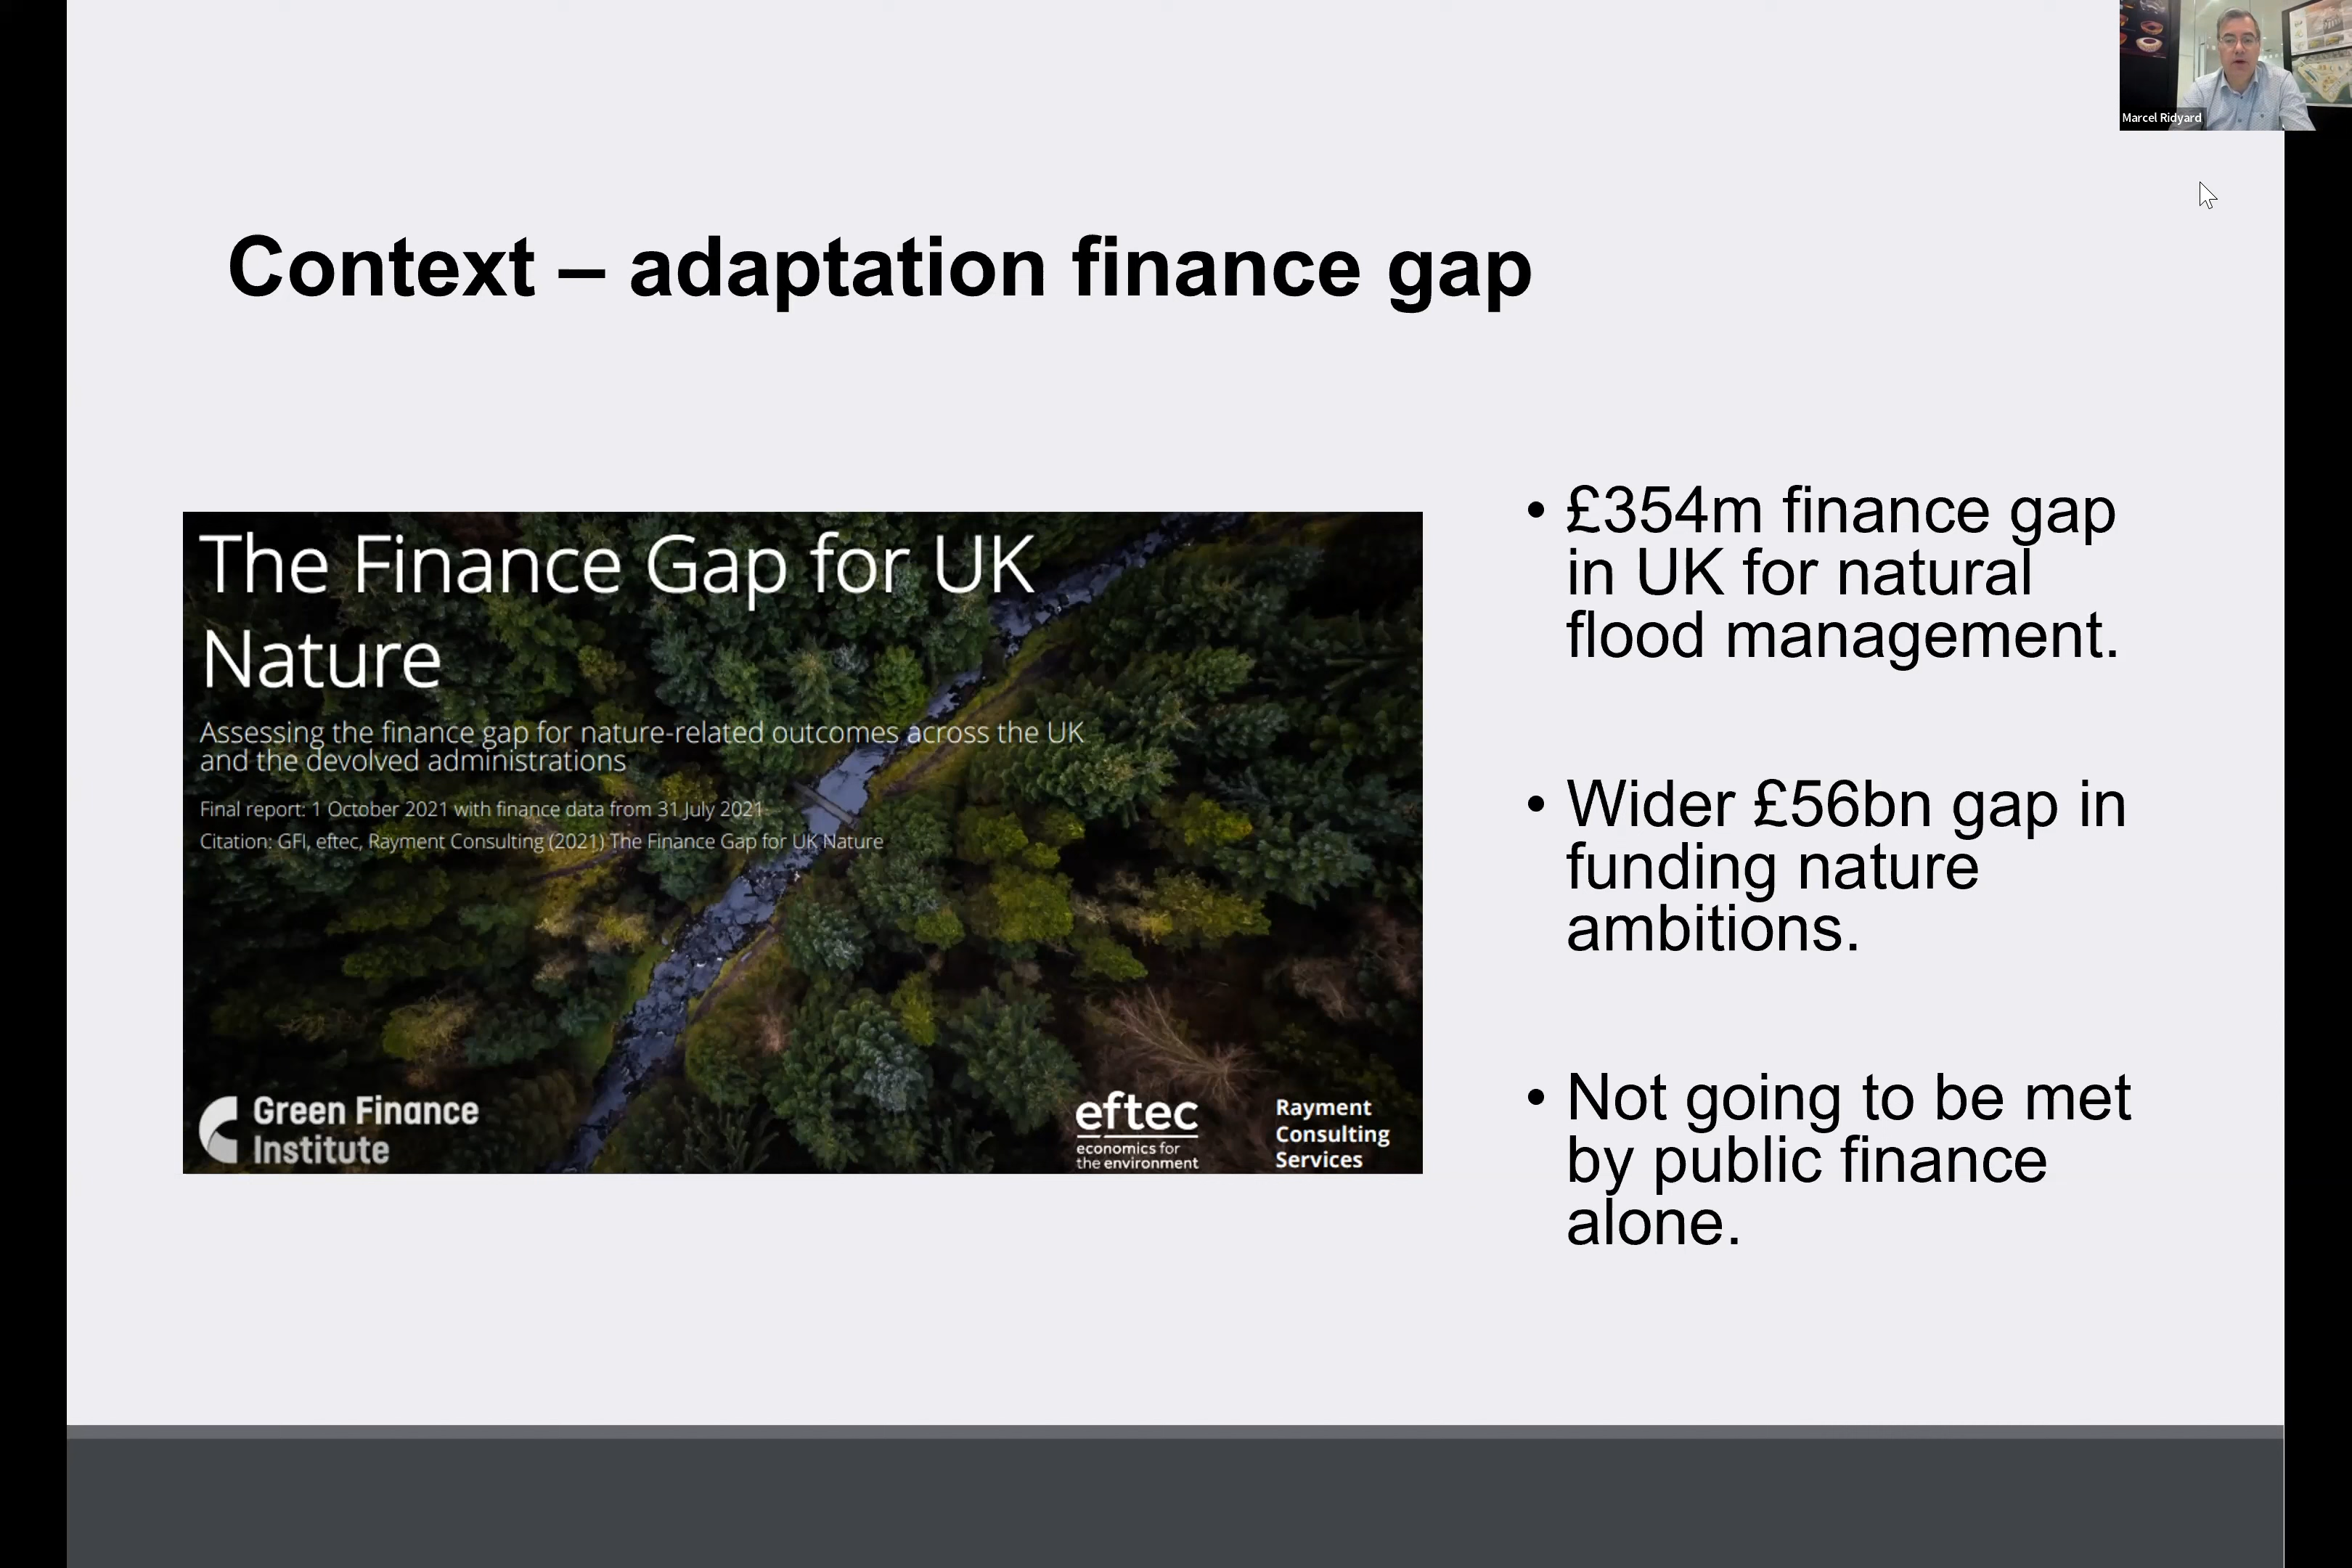 Marcel Ridyard
Context – adaptation finance gap
The Finance Gap for UK
Nature
Assessing the finance gap for nature-related outcomes across the UK
and the devolved administrations
Final report: 1 October 2021 with finance data from 31 July 2021
Citation: GFI, eftec, Rayment Consulting (2021) The Finance Gap for UK Nature
Green Finance
Institute
eftec
economics for
the environment
Rayment
Consulting
Services
• £354m finance gap
in UK for natural
flood management.
• Wider £56bn gap in
funding nature
ambitions.
• Not going to be met
by public finance
alone.